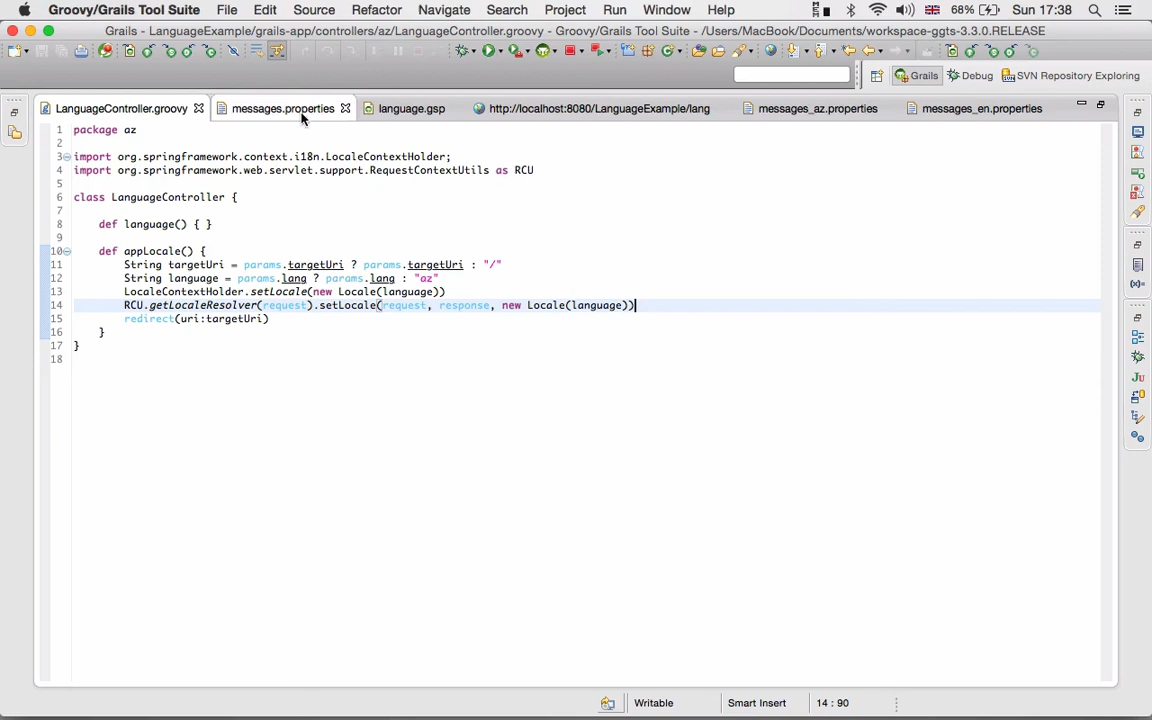 Groovy/Grails Tool Suite File Edit Source Refactor Navigate Search Project Run Window Help 68% Sun 17:38
Grails - LanguageExample/grails-app/controllers/az/LanguageController.groovy - Groovy/Grails Tool Suite - /Users/MacBook/Documents/workspace-ggts-3.3.0.RELEASE
Grails Debug SVN Repository Exploring
LanguageController.groovy messages.properties language.gsp http://localhost:8080/LanguageExample/lang messages_az.properties messages_en.properties
1 package az
2
3 import org.springframework.context.i18n.LocaleContextHolder;
4 import org.springframework.web.servlet.support.RequestContextUtils as RCU
5
6 class LanguageController {
7
8 def language() { }
9
10 def appLocale() {
11 String targetUri = params.targetUri ? params.targetUri : "/"
12 String language = params.lang ? params.lang : "az"
13 LocaleContextHolder.setLocale(new Locale(language))
14 RCU.getLocaleResolver(request).setLocale(request, response, new Locale(language))
15 redirect(uri:targetUri)
16 }
17 }
18
Ju
(x)=
Writable Smart Insert 14 : 90